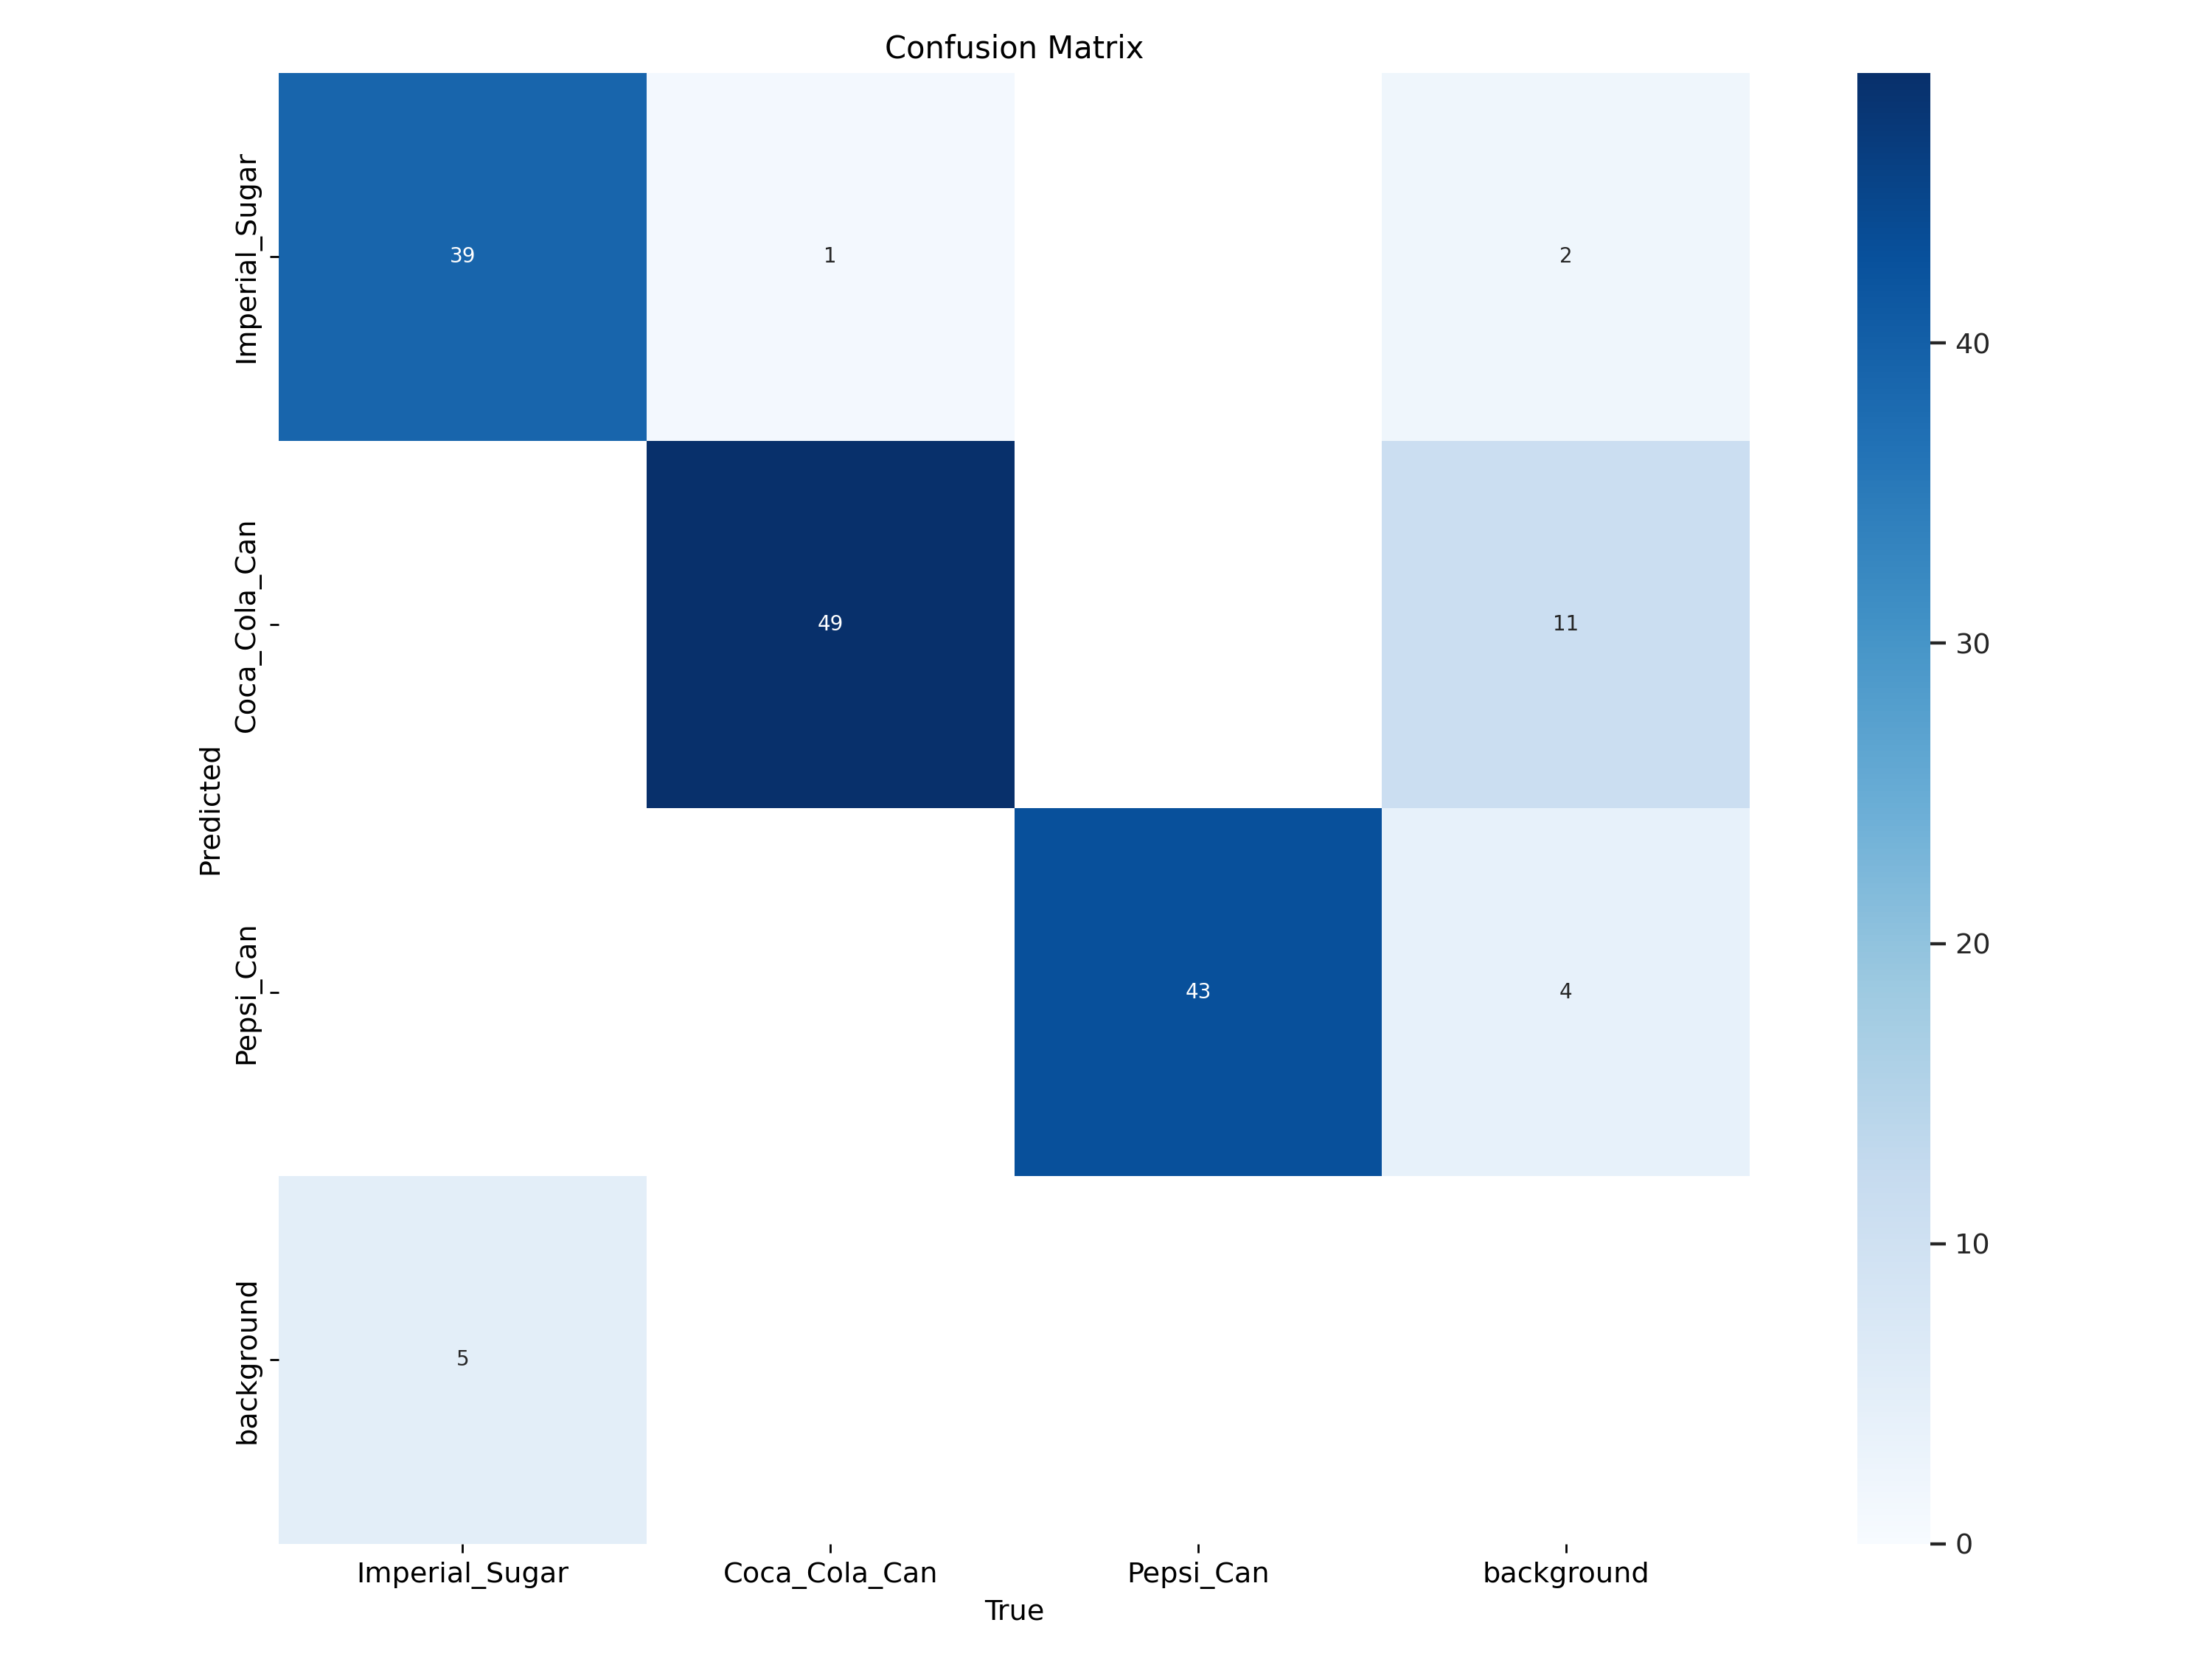 Confusion Matrix
Imperial_Sugar
39
1
2
Coca_Cola_Can
49
11
Predicted
Pepsi_Can
43
4
background
5
Imperial_Sugar
Coca_Cola_Can
Pepsi_Can
background
True
40
30
20
10
0